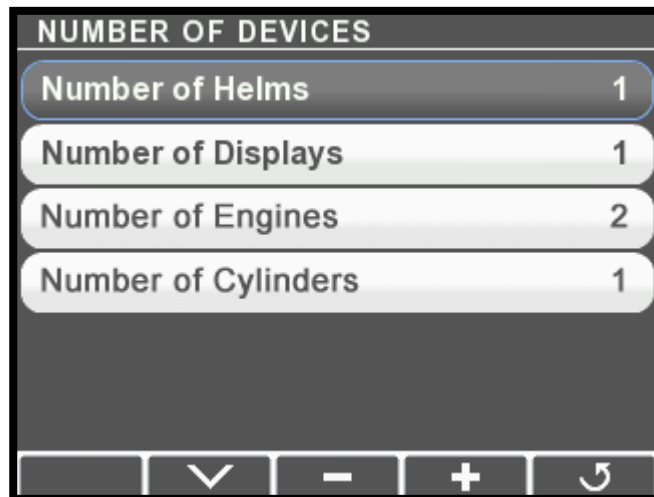 NUMBER OF DEVICES
Number of Helms 1
Number of Displays 1
Number of Engines 2
Number of Cylinders 1